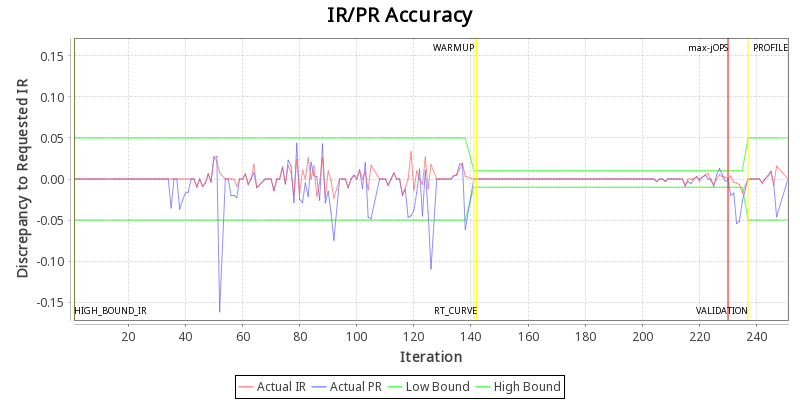 IR/PR Accuracy
Discrepancy to Requested IR
0.15
0.10
0.05
0.00
-0.05
-0.10
-0.15
WARMUP
max-jOPS
PROFILE
HIGH_BOUND_IR
RT_CURVE
VALIDATION
20 40 60 80 100 120 140 160 180 200 220 240
Iteration
Actual IR Actual PR Low Bound High Bound